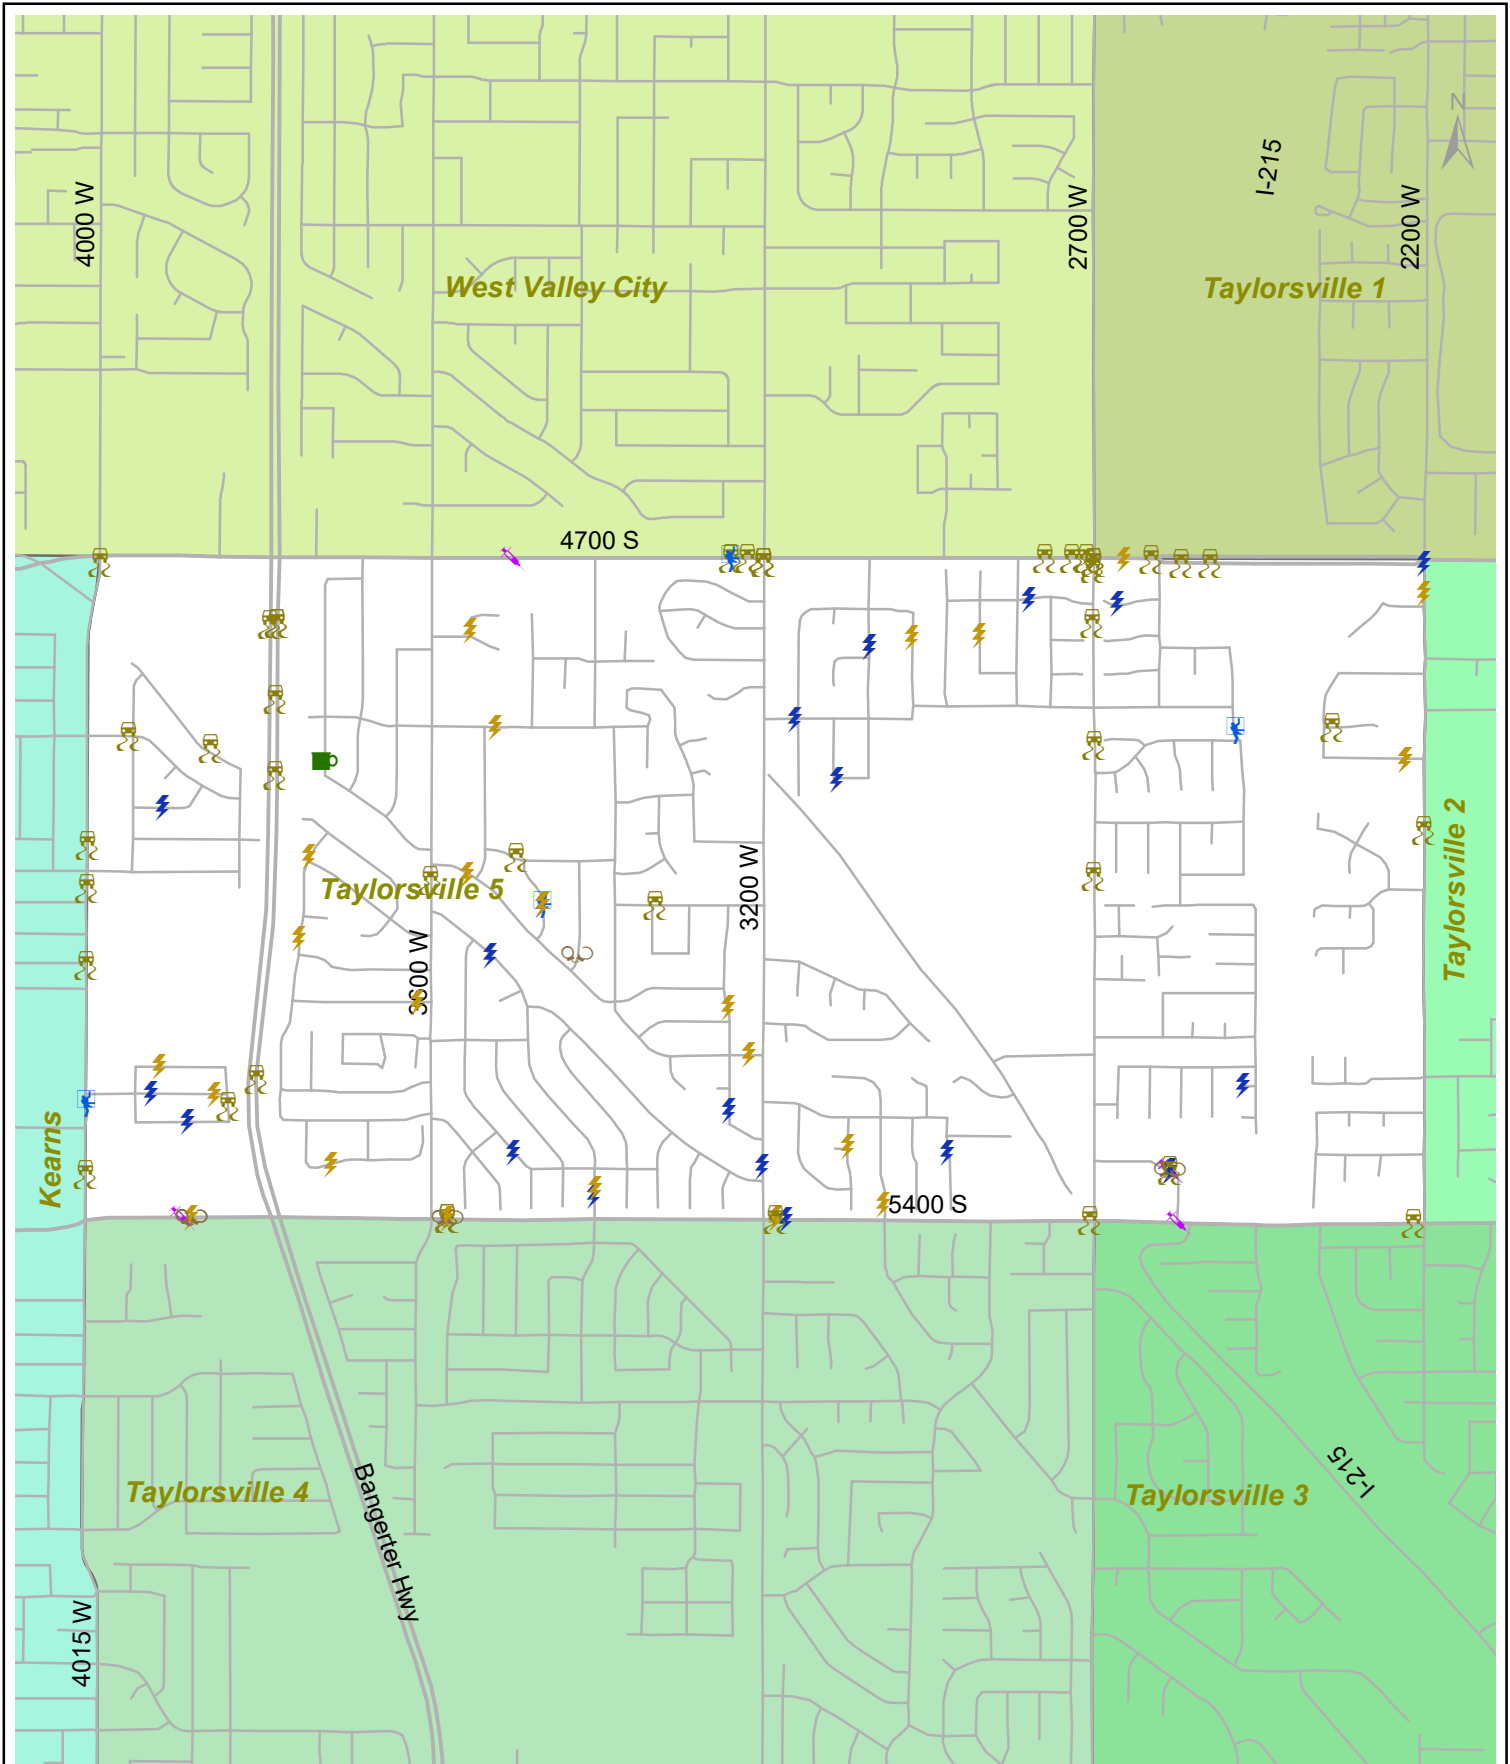 N
I-215
4000 W
2700 W
2200 W
West Valley City
Taylorsville 1
4700 S
Taylorsville 2
3200 W
Taylorsville 5
3600 W
Kearns
5400 S
I-215
Taylorsville 4
Taylorsville 3
Bangerter Hwy
4015 W